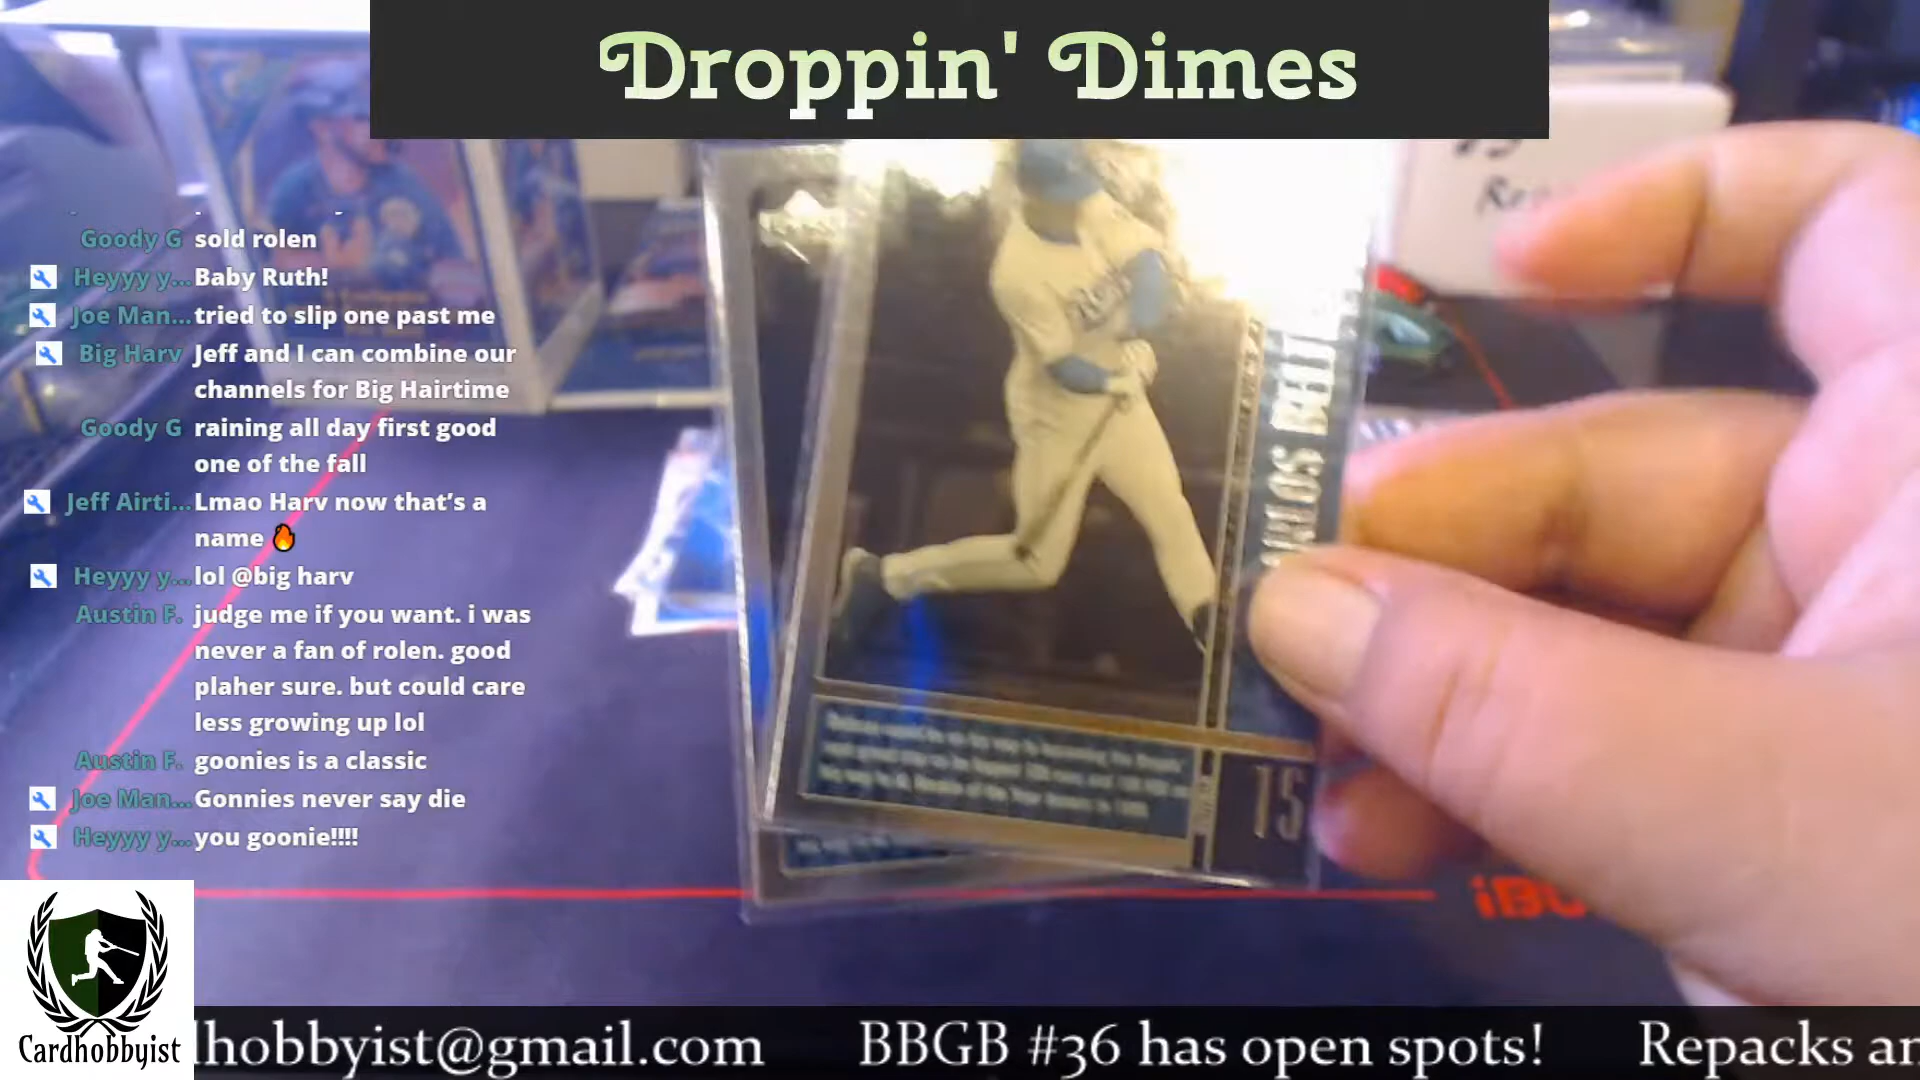 Droppin' Dimes
Goody G sold rolen
Heyyy y... Baby Ruth!
Joe Man... tried to slip one past me
Big Harv Jeff and I can combine our
channels for Big Hairtime
Goody G raining all day first good
one of the fall
Jeff Airti... Lmao Harv now that's a
name 🔥
Heyyy y... lol @big harv
Austin F. judge me if you want. i was
never a fan of rolen. good
plaher sure. but could care
less growing up lol
Austin F. goonies is a classic
Joe Man... Gonnies never say die
Heyyy y... you goonie!!!!
15
Cardhobbyist
hobbyist@gmail.com BBGB #36 has open spots! Repacks